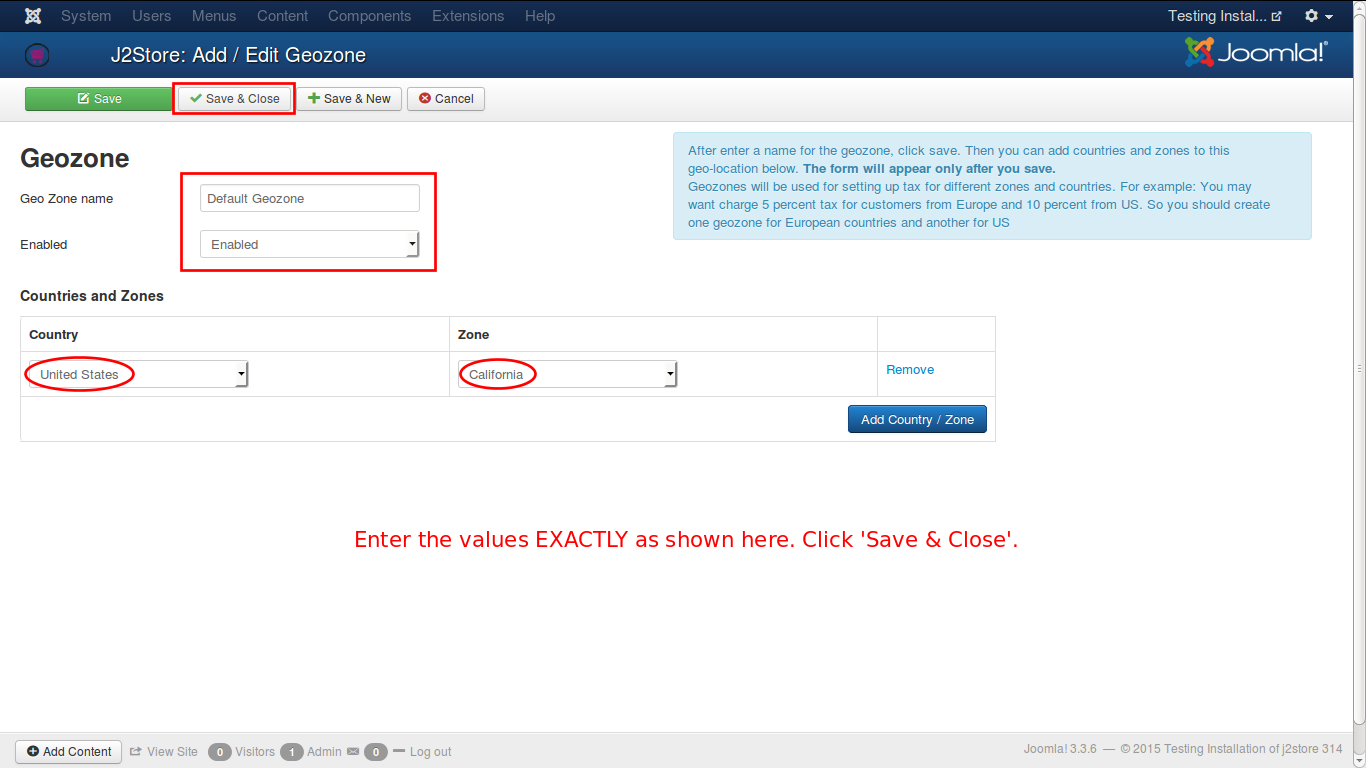 System Users Menus Content Components Extensions Help Testing Instal...
J2Store: Add / Edit Geozone Joomla!®
Save Save & Close Save & New Cancel
Geozone
After enter a name for the geozone, click save. Then you can add countries and zones to this
geo-location below. The form will appear only after you save.
Geozones will be used for setting up tax for different zones and countries. For example: You may
want charge 5 percent tax for customers from Europe and 10 percent from US. So you should create
one geozone for European countries and another for US
Geo Zone name Default Geozone
Enabled Enabled
Countries and Zones
Country Zone
United States California Remove
Add Country / Zone
Enter the values EXACTLY as shown here. Click 'Save & Close'.
Add Content View Site 0 Visitors 1 Admin 0 Log out Joomla! 3.3.6 — © 2015 Testing Installation of j2store 314